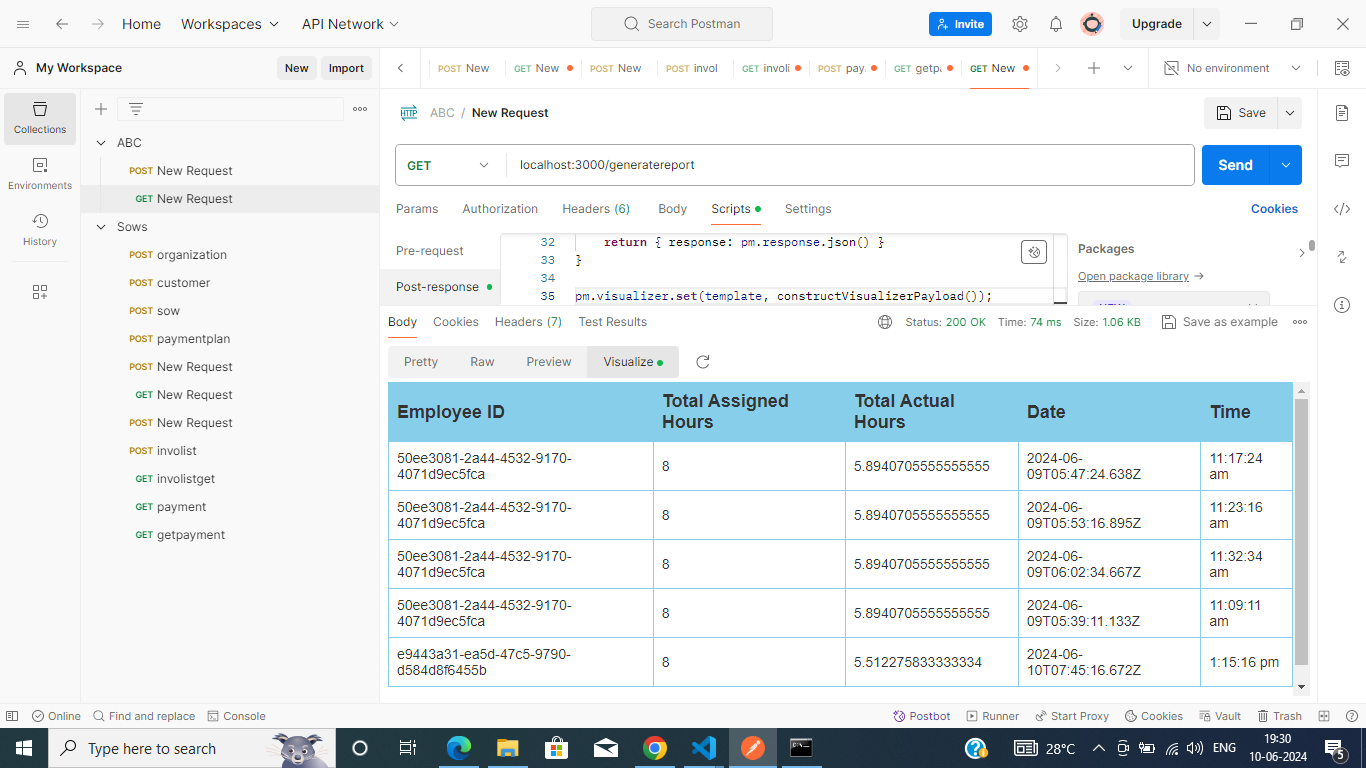 Home Workspaces API Network Search Postman Invite Upgrade
My Workspace New Import POST New GET New POST New POST invol GET involi POST pay. GET getpa GET New No environment
Collections
Environments
History
ABC
POST New Request
GET New Request
Sows
POST organization
POST customer
POST sow
POST paymentplan
POST New Request
GET New Request
POST New Request
POST involist
GET involistget
GET payment
GET getpayment
HTTP ABC / New Request Save
GET localhost:3000/generatereport Send
Params Authorization Headers (6) Body Scripts Settings Cookies
Pre-request
Post-response
32 return { response: pm.response.json() }
33 }
34
35 pm.visualizer.set(template, constructVisualizerPayload());
Packages
Open package library →
Body Cookies Headers (7) Test Results Status: 200 OK Time: 74 ms Size: 1.06 KB Save as example
Pretty Raw Preview Visualize
Employee ID Total Assigned Hours Total Actual Hours Date Time
50ee3081-2a44-4532-9170-4071d9ec5fca 8 5.8940705555555555 2024-06-09T05:47:24.638Z 11:17:24 am
50ee3081-2a44-4532-9170-4071d9ec5fca 8 5.8940705555555555 2024-06-09T05:53:16.895Z 11:23:16 am
50ee3081-2a44-4532-9170-4071d9ec5fca 8 5.8940705555555555 2024-06-09T06:02:34.667Z 11:32:34 am
50ee3081-2a44-4532-9170-4071d9ec5fca 8 5.8940705555555555 2024-06-09T05:39:11.133Z 11:09:11 am
e9443a31-ea5d-47c5-9790-d584d8f6455b 8 5.512275833333334 2024-06-10T07:45:16.672Z 1:15:16 pm
Online Find and replace Console Postbot Runner Start Proxy Cookies Vault Trash
Type here to search 28°C ENG 19:30
10-06-2024 5